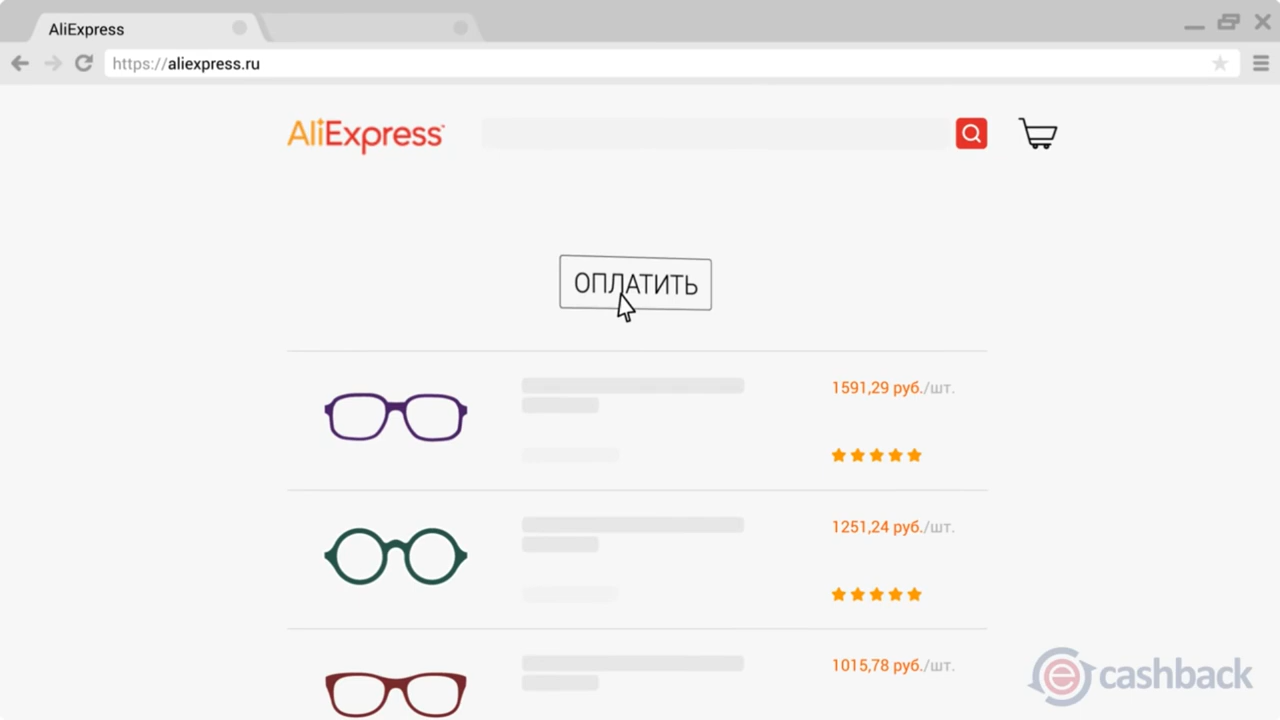 AliExpress
https://aliexpress.ru
AliExpress
ОПЛАТИТЬ
1591,29 руб./шт.
1251,24 руб./шт.
1015,78 руб./шт.
e cashback